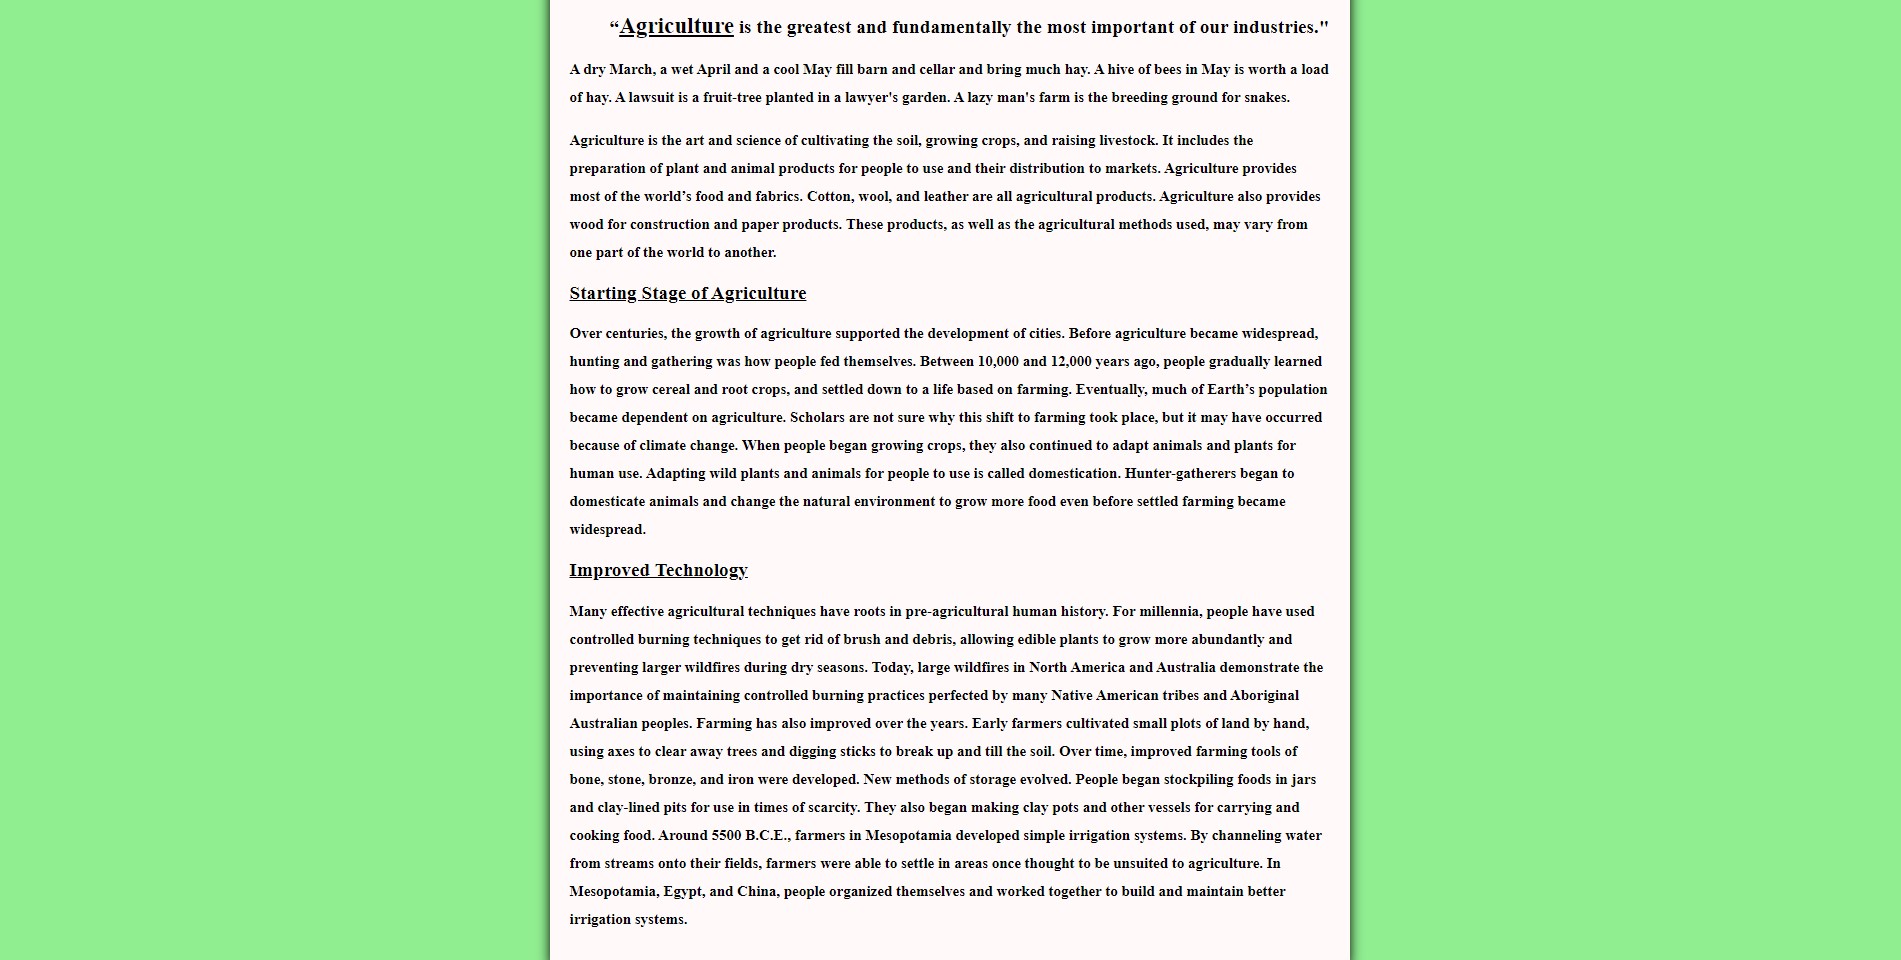 “Agriculture is the greatest and fundamentally the most important of our industries."
A dry March, a wet April and a cool May fill barn and cellar and bring much hay. A hive of bees in May is worth a load
of hay. A lawsuit is a fruit-tree planted in a lawyer's garden. A lazy man's farm is the breeding ground for snakes.
Agriculture is the art and science of cultivating the soil, growing crops, and raising livestock. It includes the
preparation of plant and animal products for people to use and their distribution to markets. Agriculture provides
most of the world’s food and fabrics. Cotton, wool, and leather are all agricultural products. Agriculture also provides
wood for construction and paper products. These products, as well as the agricultural methods used, may vary from
one part of the world to another.
Starting Stage of Agriculture
Over centuries, the growth of agriculture supported the development of cities. Before agriculture became widespread,
hunting and gathering was how people fed themselves. Between 10,000 and 12,000 years ago, people gradually learned
how to grow cereal and root crops, and settled down to a life based on farming. Eventually, much of Earth’s population
became dependent on agriculture. Scholars are not sure why this shift to farming took place, but it may have occurred
because of climate change. When people began growing crops, they also continued to adapt animals and plants for
human use. Adapting wild plants and animals for people to use is called domestication. Hunter-gatherers began to
domesticate animals and change the natural environment to grow more food even before settled farming became
widespread.
Improved Technology
Many effective agricultural techniques have roots in pre-agricultural human history. For millennia, people have used
controlled burning techniques to get rid of brush and debris, allowing edible plants to grow more abundantly and
preventing larger wildfires during dry seasons. Today, large wildfires in North America and Australia demonstrate the
importance of maintaining controlled burning practices perfected by many Native American tribes and Aboriginal
Australian peoples. Farming has also improved over the years. Early farmers cultivated small plots of land by hand,
using axes to clear away trees and digging sticks to break up and till the soil. Over time, improved farming tools of
bone, stone, bronze, and iron were developed. New methods of storage evolved. People began stockpiling foods in jars
and clay-lined pits for use in times of scarcity. They also began making clay pots and other vessels for carrying and
cooking food. Around 5500 B.C.E., farmers in Mesopotamia developed simple irrigation systems. By channeling water
from streams onto their fields, farmers were able to settle in areas once thought to be unsuited to agriculture. In
Mesopotamia, Egypt, and China, people organized themselves and worked together to build and maintain better
irrigation systems.